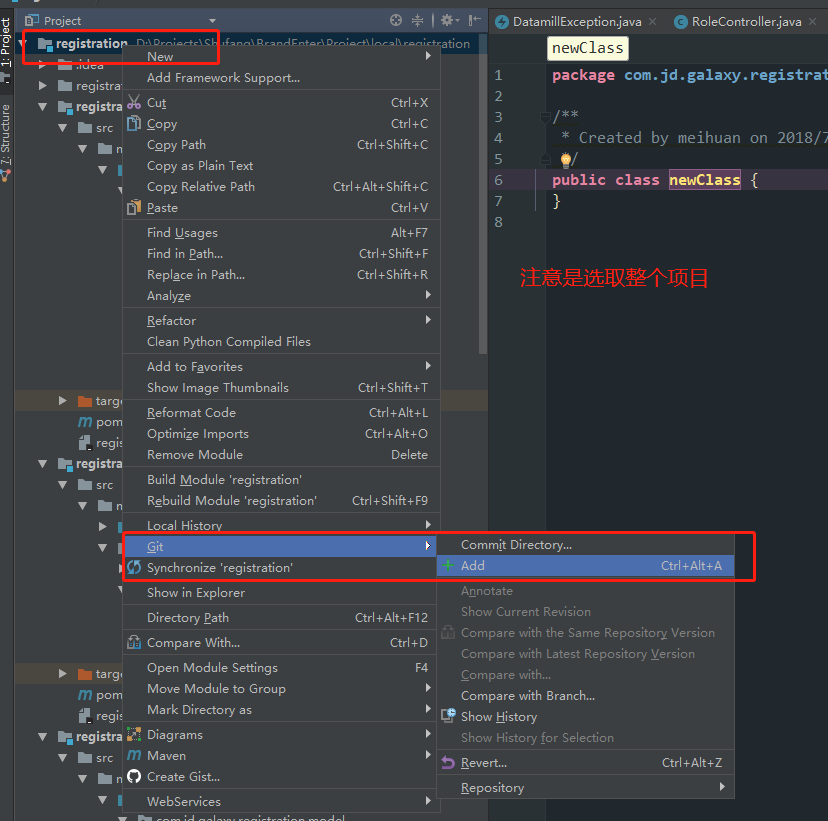 Project
DatamillException.java
RoleController.java
1: Project
7: Structure
registration D:\Projects\Shufang\BrandEnter\Project\local\registration
.idea
registra
registra
src
targe
pom
regis
registra
src
targe
pom
regis
registra
src
com.jd.galaxy.registration.model
New
Add Framework Support...
Cut Ctrl+X
Copy Ctrl+C
Copy Path Ctrl+Shift+C
Copy as Plain Text
Copy Relative Path Ctrl+Alt+Shift+C
Paste Ctrl+V
Find Usages Alt+F7
Find in Path... Ctrl+Shift+F
Replace in Path... Ctrl+Shift+R
Analyze
Refactor
Clean Python Compiled Files
Add to Favorites
Show Image Thumbnails Ctrl+Shift+T
Reformat Code Ctrl+Alt+L
Optimize Imports Ctrl+Alt+O
Remove Module Delete
Build Module 'registration'
Rebuild Module 'registration' Ctrl+Shift+F9
Local History
Git
Synchronize 'registration'
Show in Explorer
Directory Path Ctrl+Alt+F12
Compare With... Ctrl+D
Open Module Settings F4
Move Module to Group
Mark Directory as
Diagrams
Maven
Create Gist...
WebServices
Commit Directory...
Add Ctrl+Alt+A
Annotate
Show Current Revision
Compare with the Same Repository Version
Compare with Latest Repository Version
Compare with...
Compare with Branch...
Show History
Show History for Selection
Revert... Ctrl+Alt+Z
Repository
newClass
1 package com.jd.galaxy.registrat
2
3 /**
4 * Created by meihuan on 2018/7
5 */
6 public class newClass {
7 }
8
注意是选取整个项目